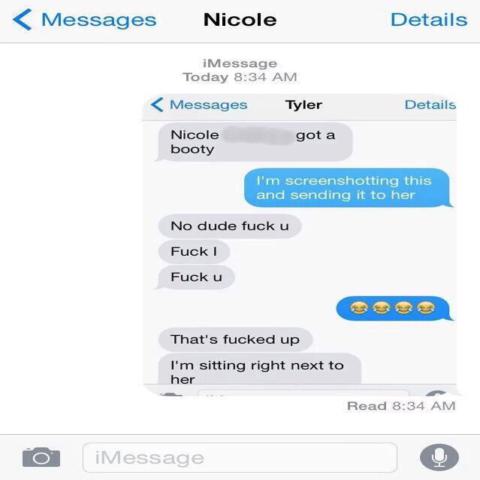 Messages Nicole Details
iMessage
Today 8:34 AM
Messages Tyler Details
Nicole got a
booty
I'm screenshotting this
and sending it to her
No dude fuck u
Fuck I
Fuck u
😂😂😂😂
That's fucked up
I'm sitting right next to
her
Read 8:34 AM
iMessage